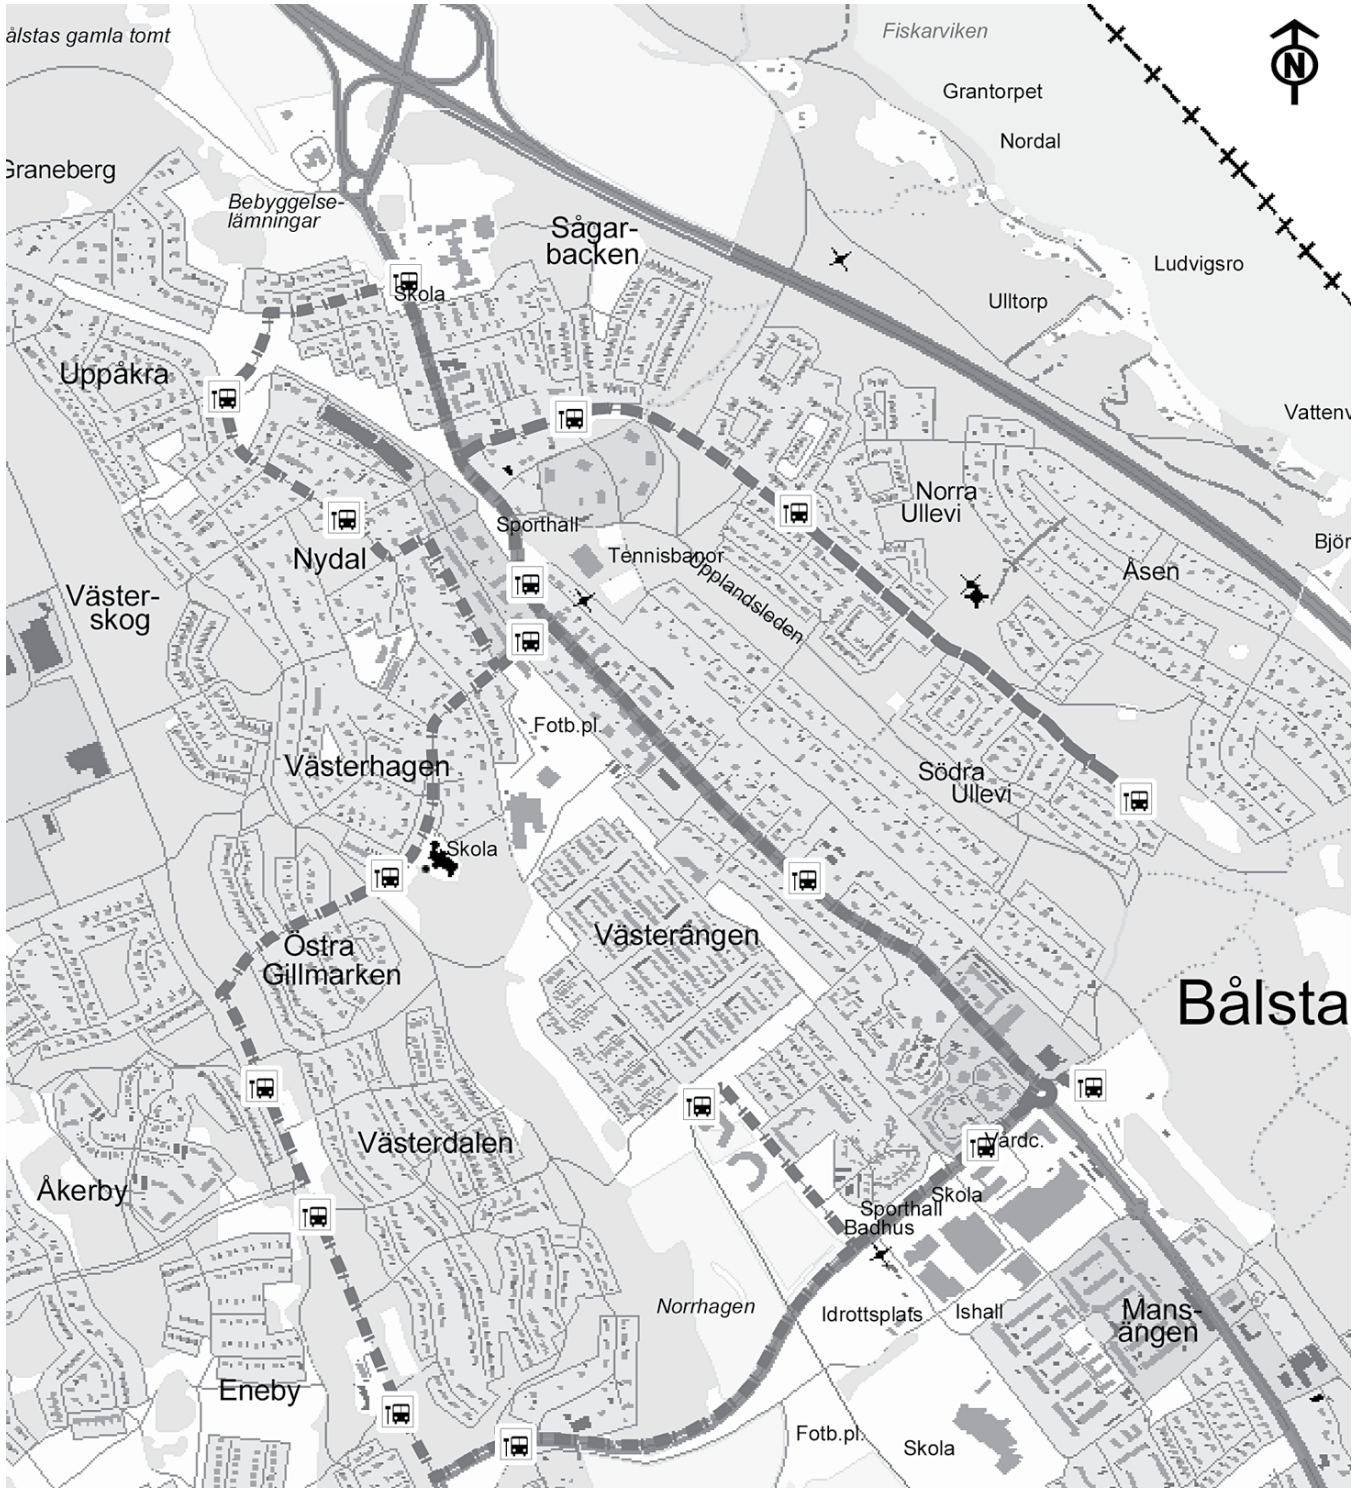 ålstas gamla tomt
Fiskarviken
N
Grantorpet
Nordal
Graneberg
Bebyggelse-
lämningar
Sågar-
backen
Ludvigsro
Skola
Ulltorp
Uppåkra
Vattenv
Norra
Ullevi
Sporthall
Björ
Nydal
Tennisbanor
Åsen
Upplandsleden
Väster-
skog
Fotb.pl.
Västerhagen
Södra
Ullevi
Skola
Västerängen
Östra
Gillmarken
Bålsta
Västerdalen
Vårdc.
Åkerby
Skola
Sporthall
Badhus
Norrhagen
Idrottsplats
Ishall
Mans-
ängen
Eneby
Fotb.pl.
Skola